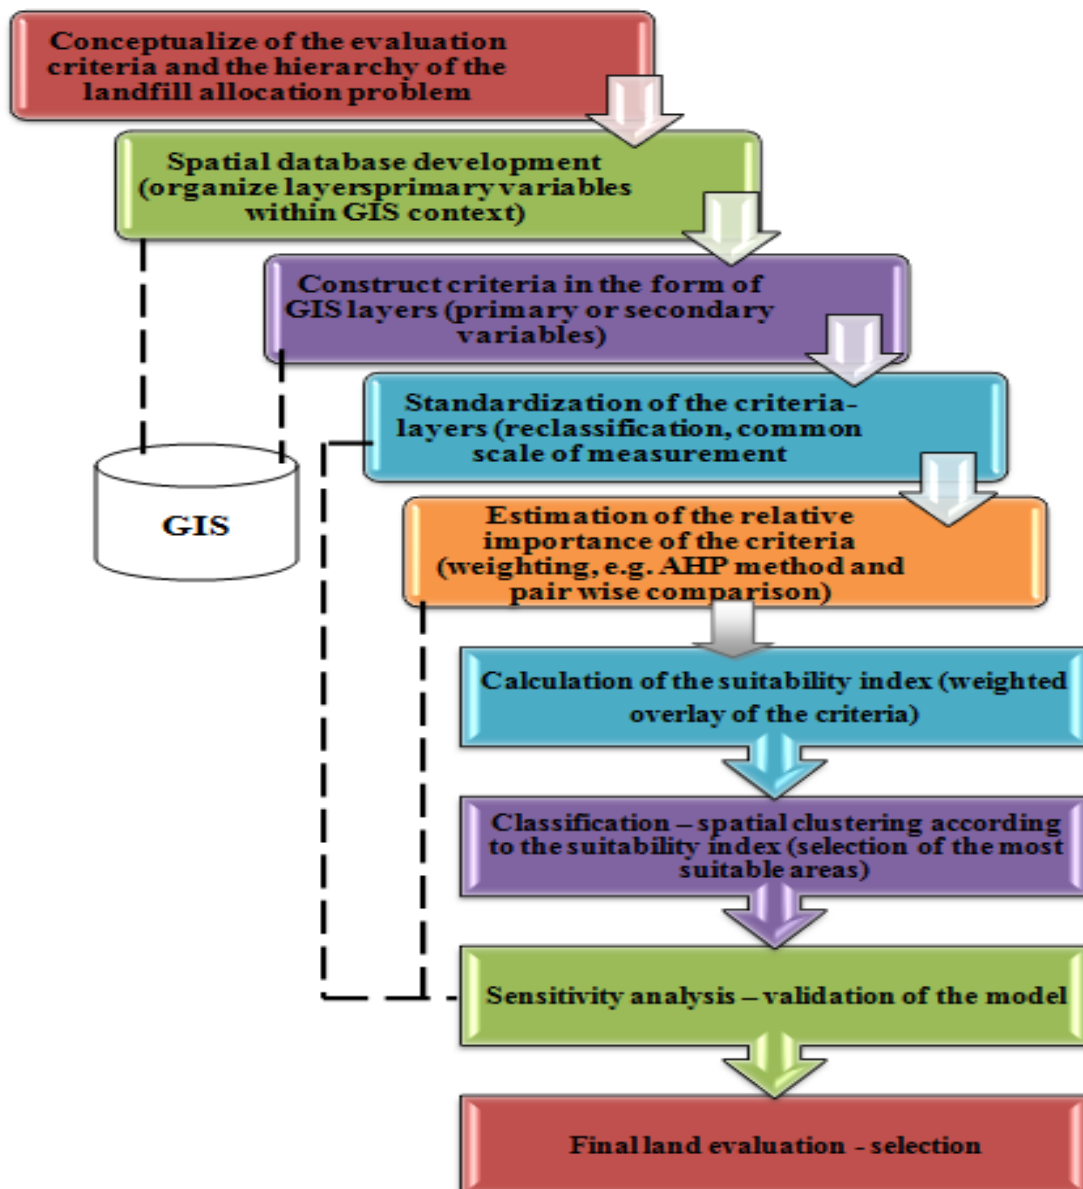 Conceptualize of the evaluation
criteria and the hierarchy of the
landfill allocation problem
Spatial database development
(organize layersprimary variables
within GIS context)
Construct criteria in the form of
GIS layers (primary or secondary
variables)
Standardization of the criteria-
layers (reclassification, common
scale of measurement
GIS
Estimation of the relative
importance of the criteria
(weighting, e.g. AHP method and
pair wise comparison)
Calculation of the suitability index (weighted
overlay of the criteria)
Classification – spatial clustering according
to the suitability index (selection of the most
suitable areas)
Sensitivity analysis – validation of the model
Final land evaluation - selection